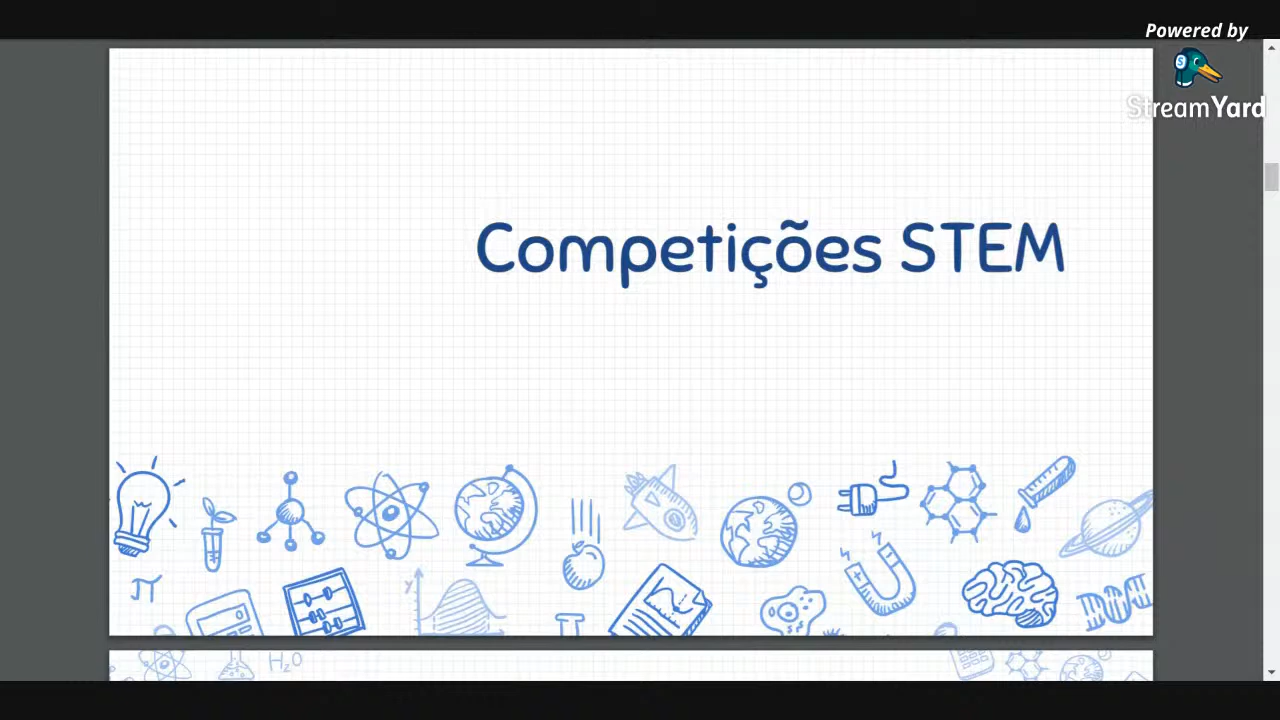 Powered by
StreamYard
Competições STEM
π
y
H₂O